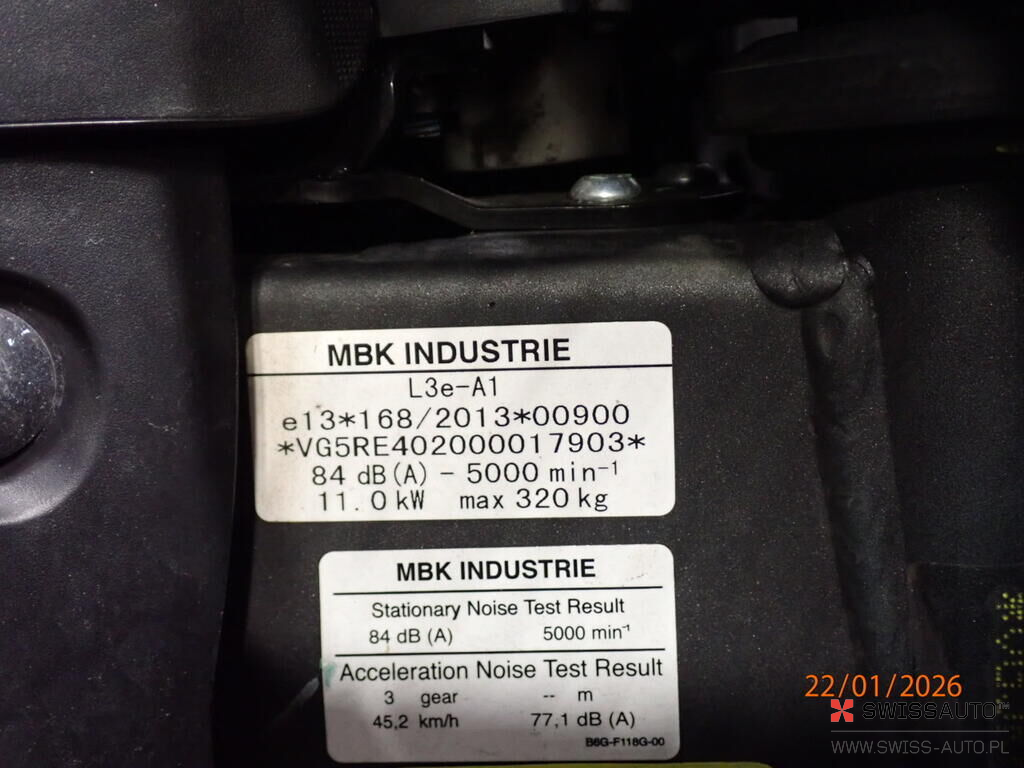 MBK INDUSTRIE
L3e-A1
e13*168/2013*00900
*VG5RE402000017903*
84 dB(A) - 5000 min⁻¹
11.0 kW max 320 kg
MBK INDUSTRIE
Stationary Noise Test Result
84 dB (A) 5000 min⁻¹
Acceleration Noise Test Result
3 gear -- m
45,2 km/h 77,1 dB (A)
B6G-F118G-00
22/01/2026
SWISSAUTO
WWW.SWISS-AUTO.PL